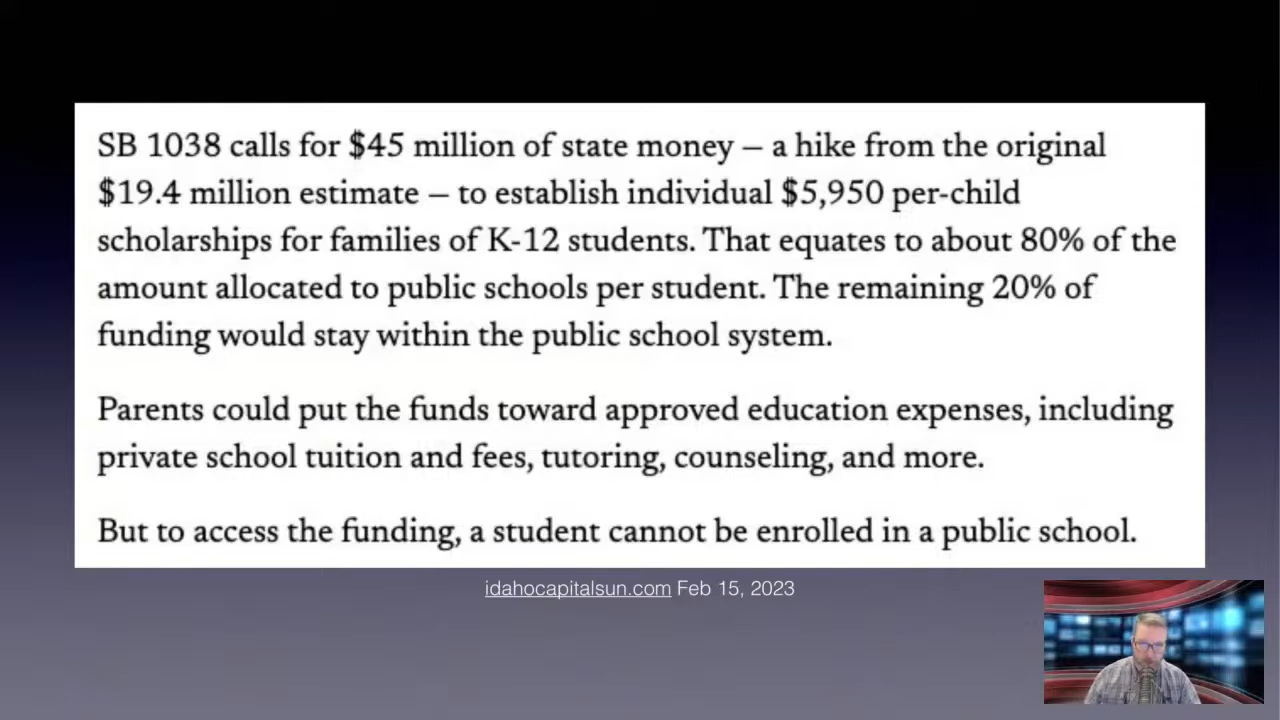 SB 1038 calls for $45 million of state money – a hike from the original
$19.4 million estimate – to establish individual $5,950 per-child
scholarships for families of K-12 students. That equates to about 80% of the
amount allocated to public schools per student. The remaining 20% of
funding would stay within the public school system.
Parents could put the funds toward approved education expenses, including
private school tuition and fees, tutoring, counseling, and more.
But to access the funding, a student cannot be enrolled in a public school.
idahocapitalsun.com Feb 15, 2023